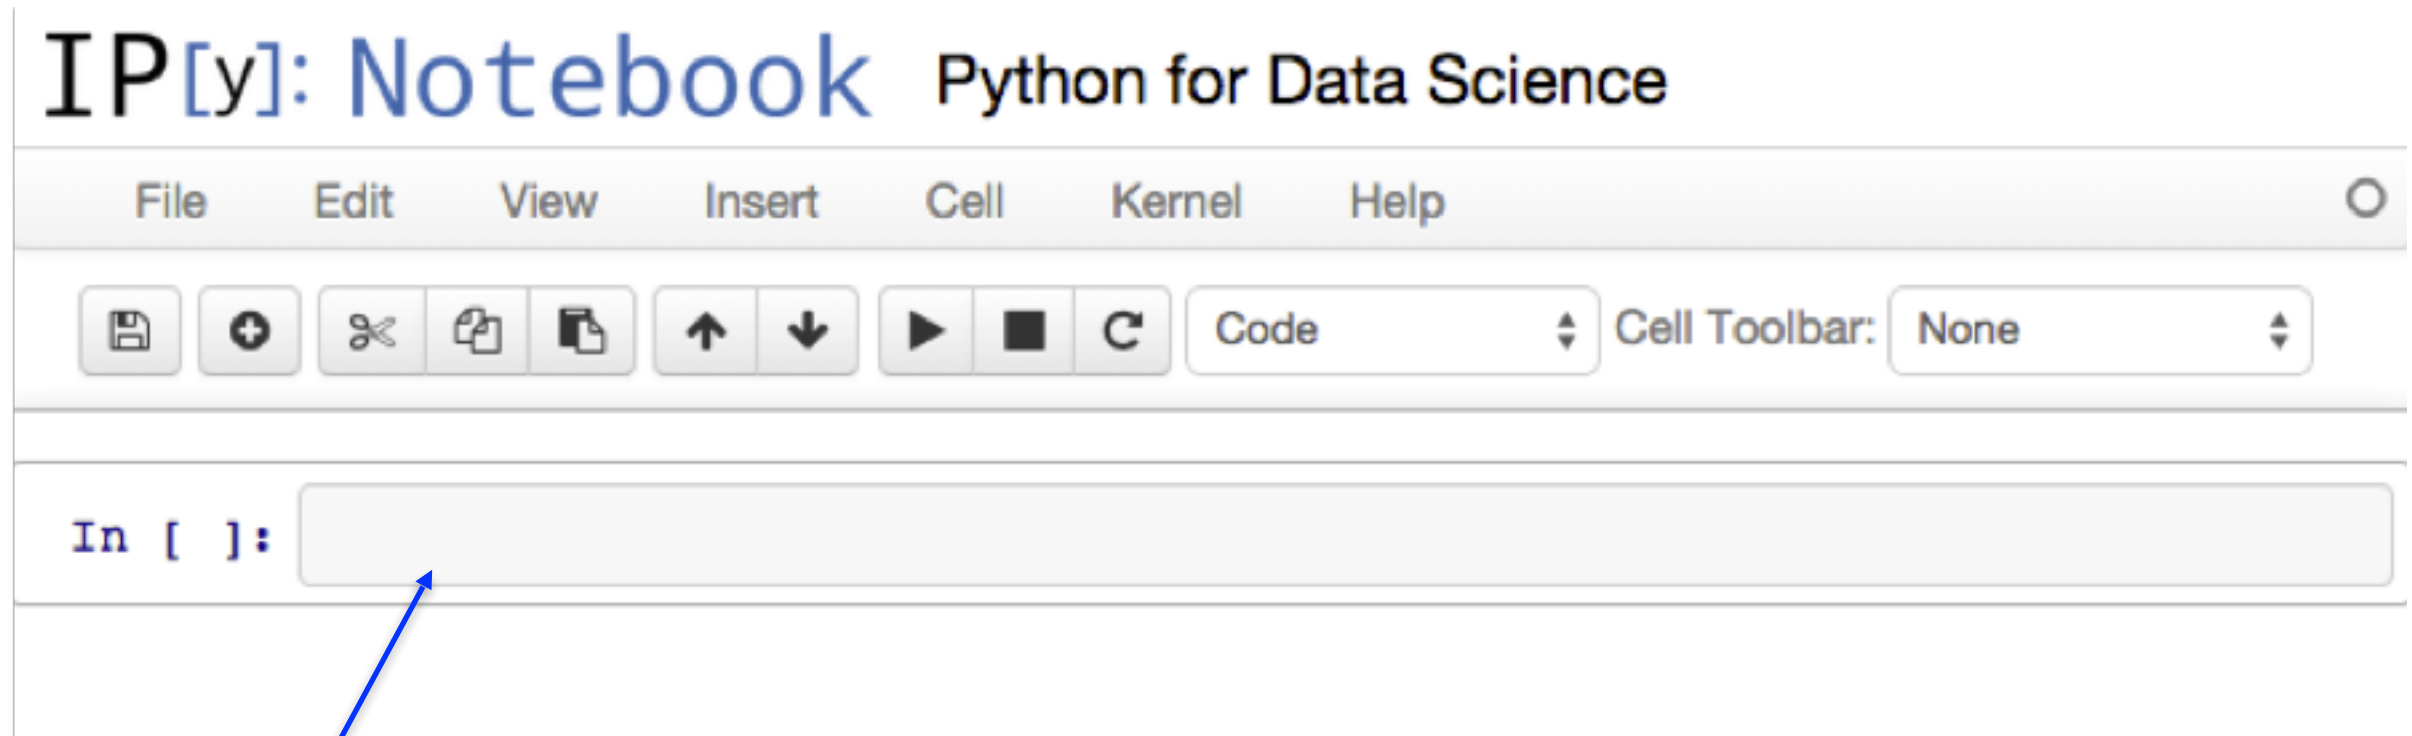 IP[y]: Notebook Python for Data Science
File Edit View Insert Cell Kernel Help
Code Cell Toolbar: None
In [ ]: